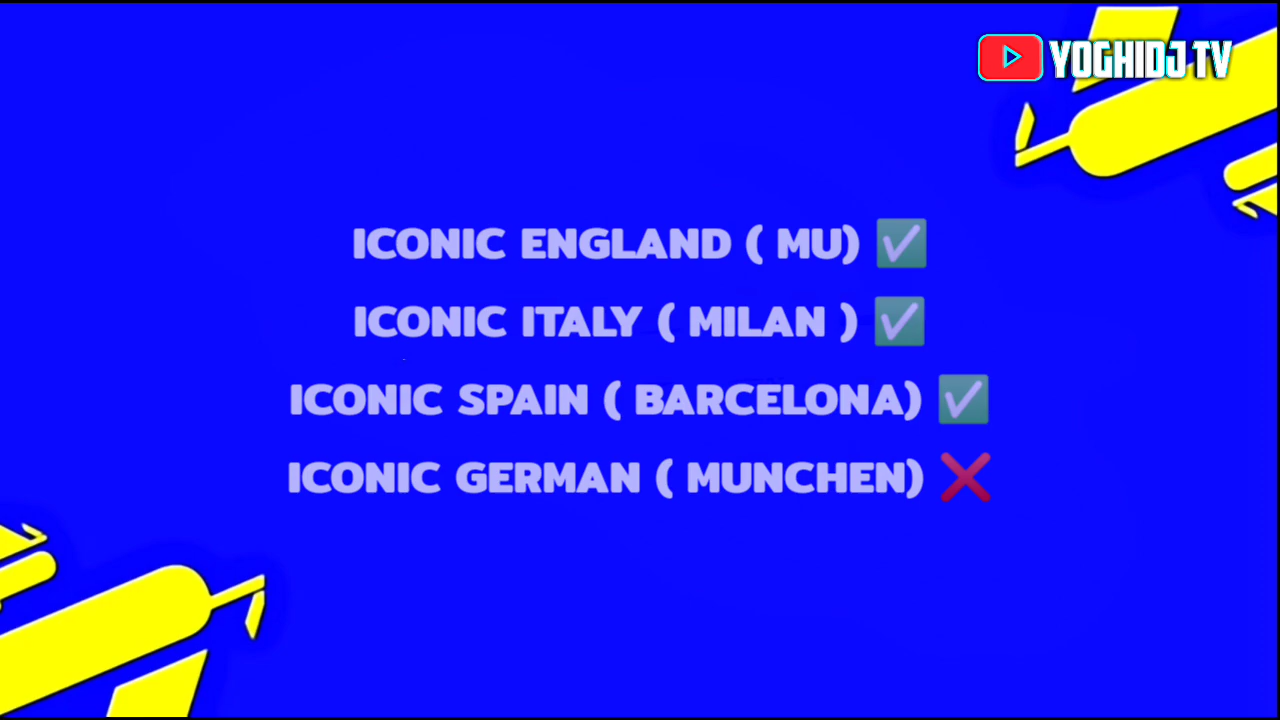 YOGHIDJ TV
ICONIC ENGLAND ( MU) ✅
ICONIC ITALY ( MILAN ) ✅
ICONIC SPAIN ( BARCELONA) ✅
ICONIC GERMAN ( MUNCHEN) ❌